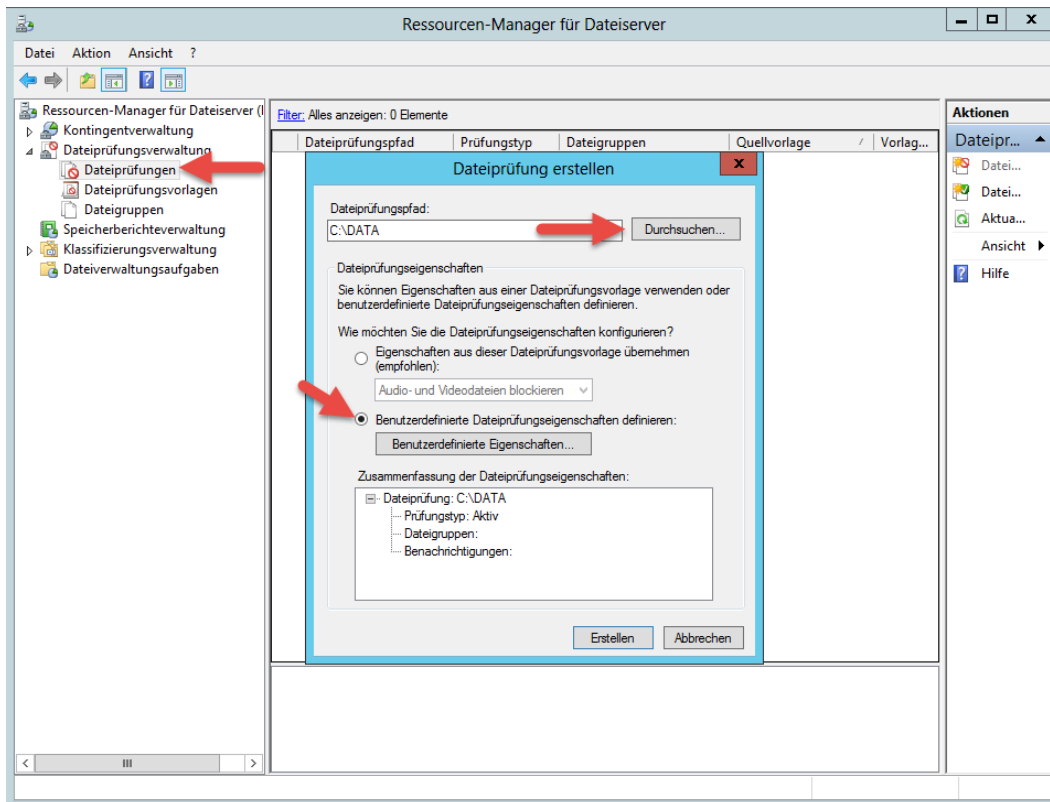 Ressourcen-Manager für Dateiserver
Datei Aktion Ansicht ?
Ressourcen-Manager für Dateiserver (I
Kontingentverwaltung
Dateiprüfungsverwaltung
Dateiprüfungen
Dateiprüfungsvorlagen
Dateigruppen
Speicherberichteverwaltung
Klassifizierungsverwaltung
Dateiverwaltungsaufgaben
Filter: Alles anzeigen: 0 Elemente
Dateiprüfungspfad Prüfungstyp Dateigruppen Quellvorlage Vorlag...
Dateiprüfung erstellen
Dateiprüfungspfad:
C:\DATA
Durchsuchen...
Dateiprüfungseigenschaften
Sie können Eigenschaften aus einer Dateiprüfungsvorlage verwenden oder
benutzerdefinierte Dateiprüfungseigenschaften definieren.
Wie möchten Sie die Dateiprüfungseigenschaften konfigurieren?
Eigenschaften aus dieser Dateiprüfungsvorlage übernehmen
(empfohlen):
Audio- und Videodateien blockieren
Benutzerdefinierte Dateiprüfungseigenschaften definieren:
Benutzerdefinierte Eigenschaften...
Zusammenfassung der Dateiprüfungseigenschaften:
Dateiprüfung: C:\DATA
Prüfungstyp: Aktiv
Dateigruppen:
Benachrichtigungen:
Erstellen Abbrechen
Aktionen
Dateipr...
Datei...
Datei...
Aktua...
Ansicht
Hilfe